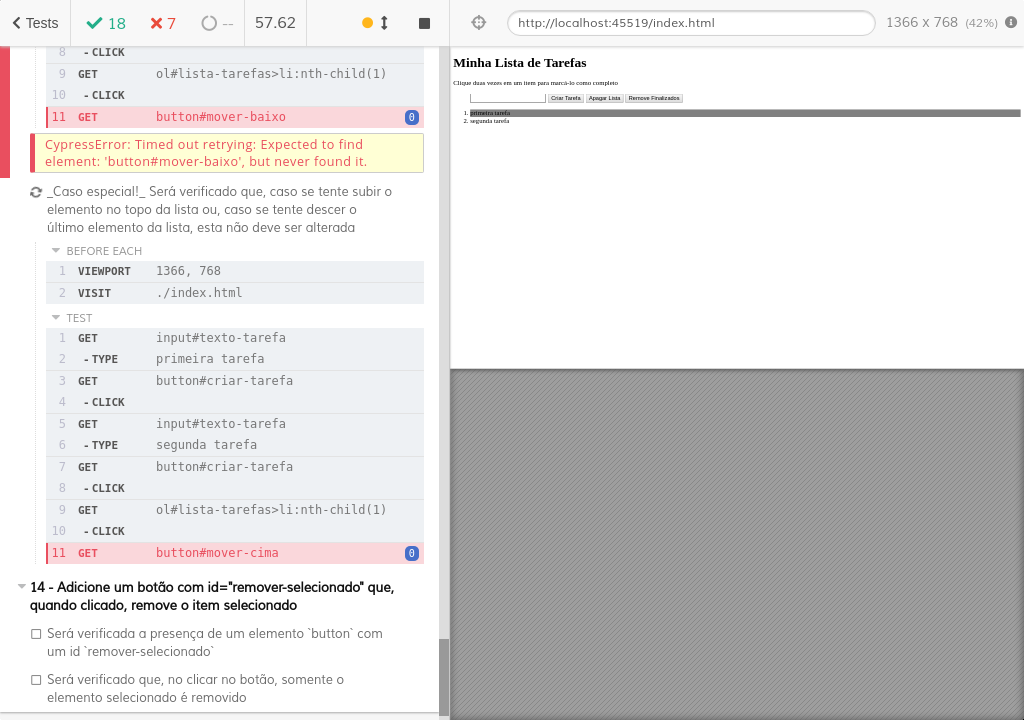 Tests
18
7
--
57.62
http://localhost:45519/index.html
1366 x 768 (42%)
8 - CLICK
9 GET ol#lista-tarefas>li:nth-child(1)
10 - CLICK
11 GET button#mover-baixo 0
CypressError: Timed out retrying: Expected to find
element: 'button#mover-baixo', but never found it.
_Caso especial!_ Será verificado que, caso se tente subir o
elemento no topo da lista ou, caso se tente descer o
último elemento da lista, esta não deve ser alterada
BEFORE EACH
1 VIEWPORT 1366, 768
2 VISIT ./index.html
TEST
1 GET input#texto-tarefa
2 - TYPE primeira tarefa
3 GET button#criar-tarefa
4 - CLICK
5 GET input#texto-tarefa
6 - TYPE segunda tarefa
7 GET button#criar-tarefa
8 - CLICK
9 GET ol#lista-tarefas>li:nth-child(1)
10 - CLICK
11 GET button#mover-cima 0
14 - Adicione um botão com id="remover-selecionado" que,
quando clicado, remove o item selecionado
Será verificada a presença de um elemento `button` com
um id `remover-selecionado`
Será verificado que, no clicar no botão, somente o
elemento selecionado é removido
Minha Lista de Tarefas
Clique duas vezes em um item para marcá-lo como completo
Criar Tarefa Apagar Lista Remove Finalizados
1. primeira tarefa
2. segunda tarefa